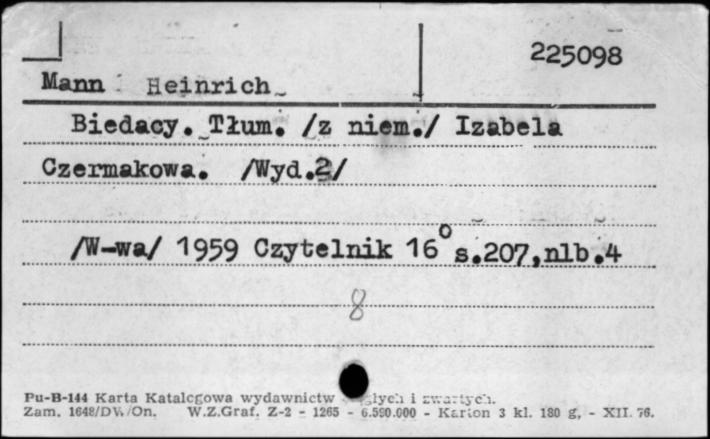 225098
Mann Heinrich
Biedacy. Tłum. /z niem./ Izabela
Czermakowa. /Wyd.2/
/W-wa/ 1959 Czytelnik 16° s.207,nlb.4
8
Pu-B-144 Karta Katalogowa wydawnictw i zwartych.
Zam. 1648/DW/On. W.Z.Graf. Z-2 - 1265 - 6.590.000 - Karton 3 kl. 180 g, - XII. 76.